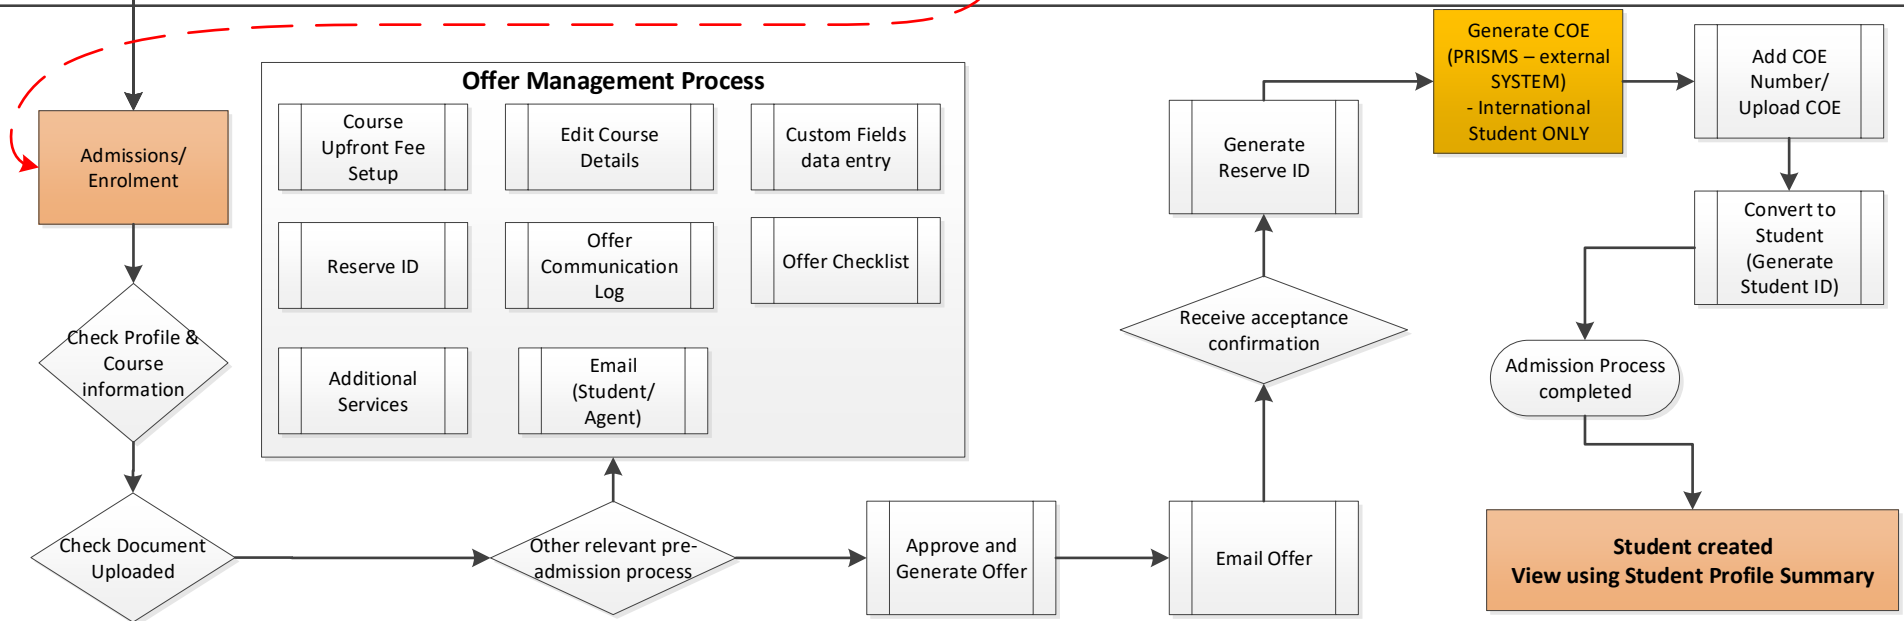 Admissions/
Enrolment
Check Profile &
Course
information
Check Document
Uploaded
Offer Management Process
Course
Upfront Fee
Setup
Edit Course
Details
Custom Fields
data entry
Reserve ID
Offer
Communication
Log
Offer Checklist
Additional
Services
Email
(Student/
Agent)
Other relevant pre-
admission process
Approve and
Generate Offer
Email Offer
Receive acceptance
confirmation
Generate
Reserve ID
Generate COE
(PRISMS – external
SYSTEM)
- International
Student ONLY
Add COE
Number/
Upload COE
Convert to
Student
(Generate
Student ID)
Admission Process
completed
Student created
View using Student Profile Summary